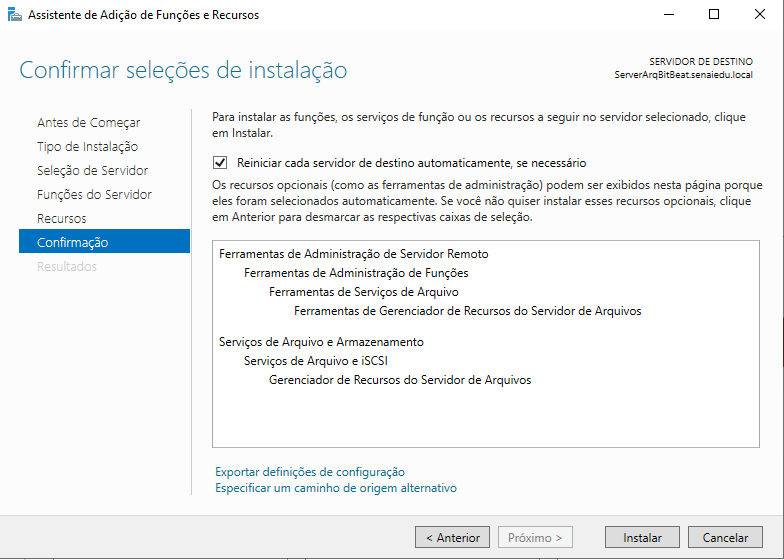 Assistente de Adição de Funções e Recursos
Confirmar seleções de instalação
SERVIDOR DE DESTINO
ServerArqBitBeat.senaiedu.local
Antes de Começar
Tipo de Instalação
Seleção de Servidor
Funções do Servidor
Recursos
Confirmação
Resultados
Para instalar as funções, os serviços de função ou os recursos a seguir no servidor selecionado, clique
em Instalar.
Reiniciar cada servidor de destino automaticamente, se necessário
Os recursos opcionais (como as ferramentas de administração) podem ser exibidos nesta página porque
eles foram selecionados automaticamente. Se você não quiser instalar esses recursos opcionais, clique
em Anterior para desmarcar as respectivas caixas de seleção.
Ferramentas de Administração de Servidor Remoto
Ferramentas de Administração de Funções
Ferramentas de Serviços de Arquivo
Ferramentas de Gerenciador de Recursos do Servidor de Arquivos
Serviços de Arquivo e Armazenamento
Serviços de Arquivo e iSCSI
Gerenciador de Recursos do Servidor de Arquivos
Exportar definições de configuração
Especificar um caminho de origem alternativo
< Anterior
Próximo >
Instalar
Cancelar